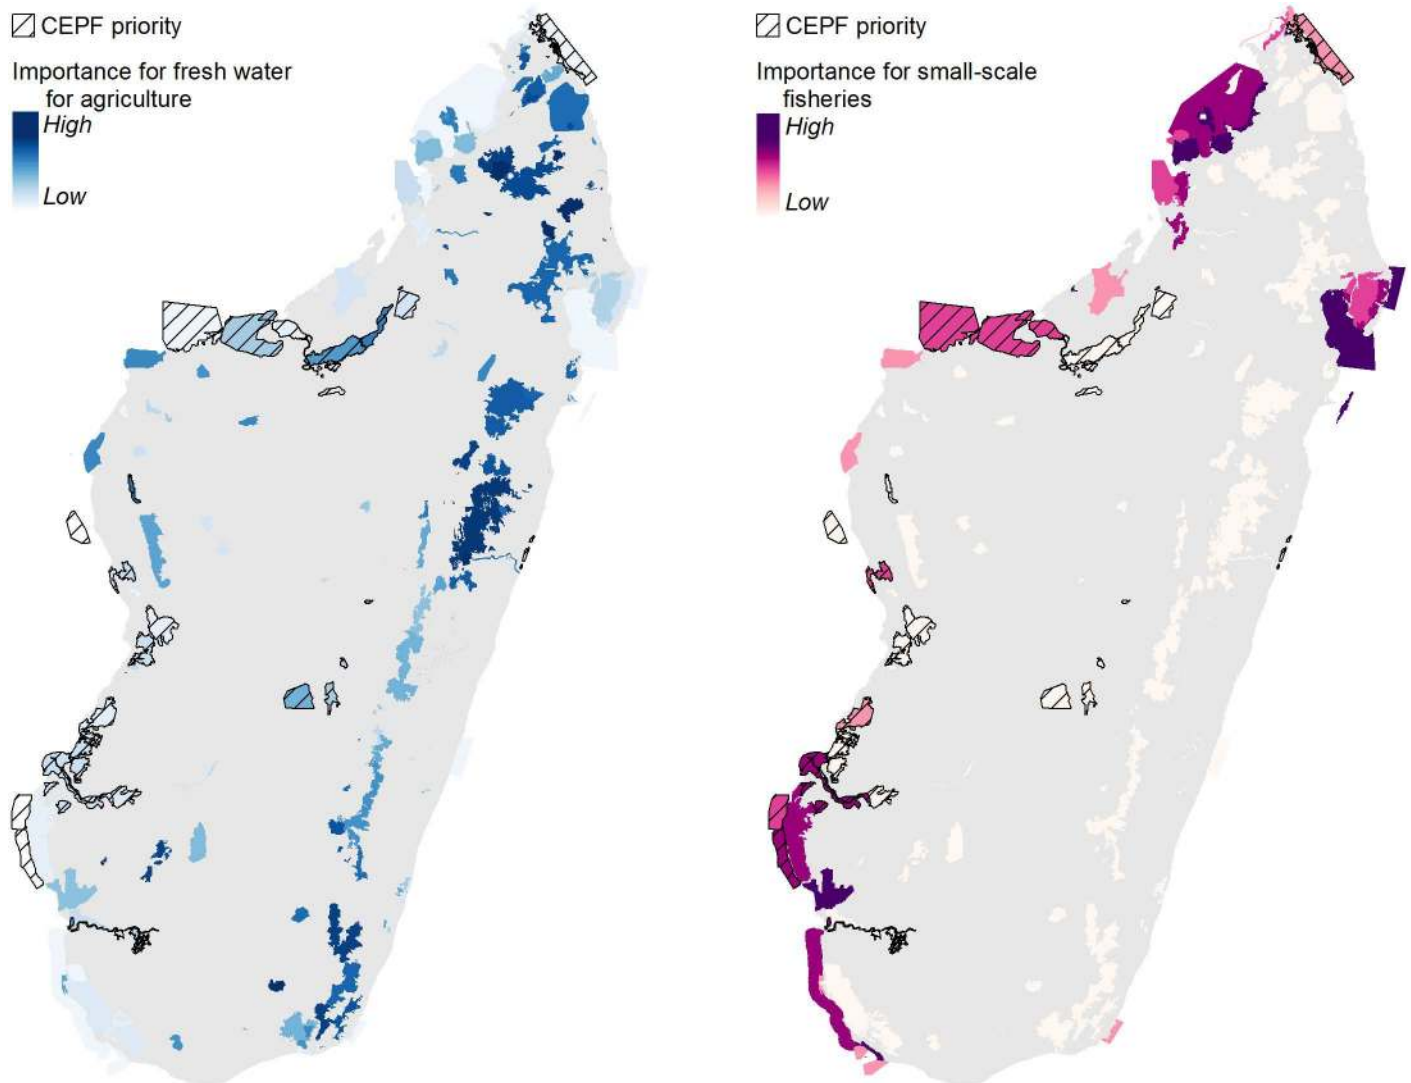 CEPF priority
Importance for fresh water
for agriculture
High
Low
CEPF priority
Importance for small-scale
fisheries
High
Low